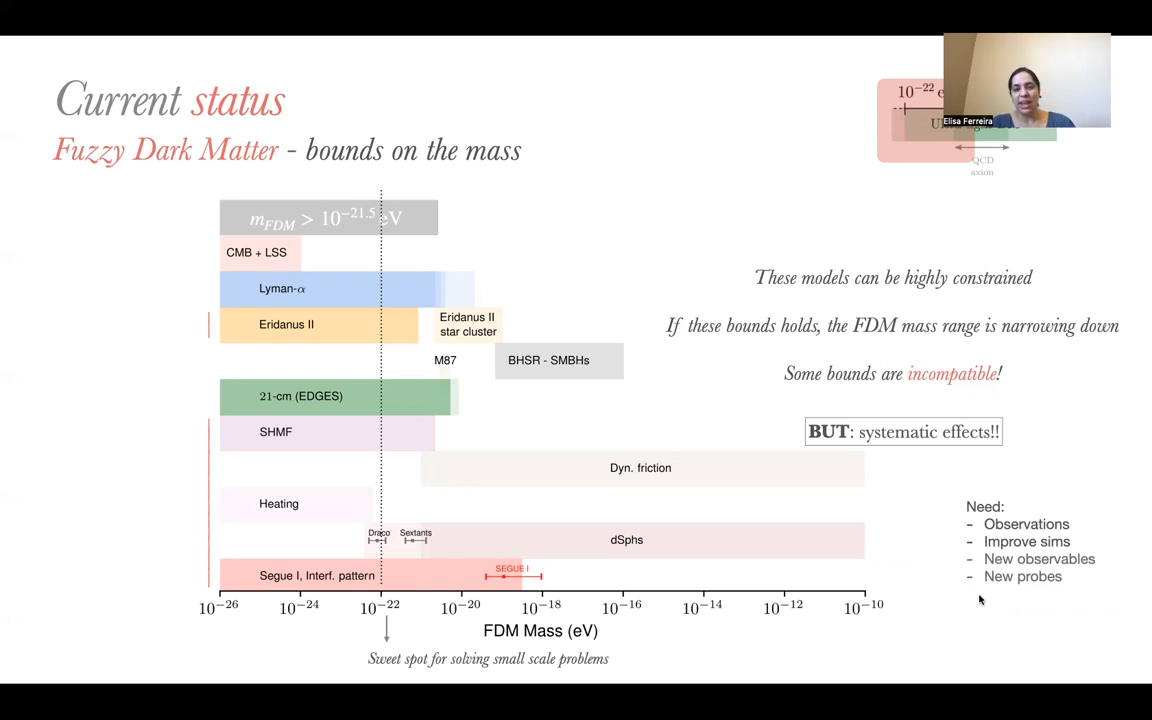 Current status
Fuzzy Dark Matter - bounds on the mass
10⁻²² e
Elisa Ferreira
QCD
axion
m_FDM > 10⁻²¹·⁵ eV
CMB + LSS
Lyman-α
Eridanus II
Eridanus II
star cluster
M87
BHSR - SMBHs
21-cm (EDGES)
SHMF
Dyn. friction
Heating
Draco
Sextants
dSphs
Segue I, Interf. pattern
SEGUE I
10⁻²⁶ 10⁻²⁴ 10⁻²² 10⁻²⁰ 10⁻¹⁸ 10⁻¹⁶ 10⁻¹⁴ 10⁻¹² 10⁻¹⁰
FDM Mass (eV)
Sweet spot for solving small scale problems
These models can be highly constrained
If these bounds holds, the FDM mass range is narrowing down
Some bounds are incompatible!
BUT: systematic effects!!
Need:
- Observations
- Improve sims
- New observables
- New probes